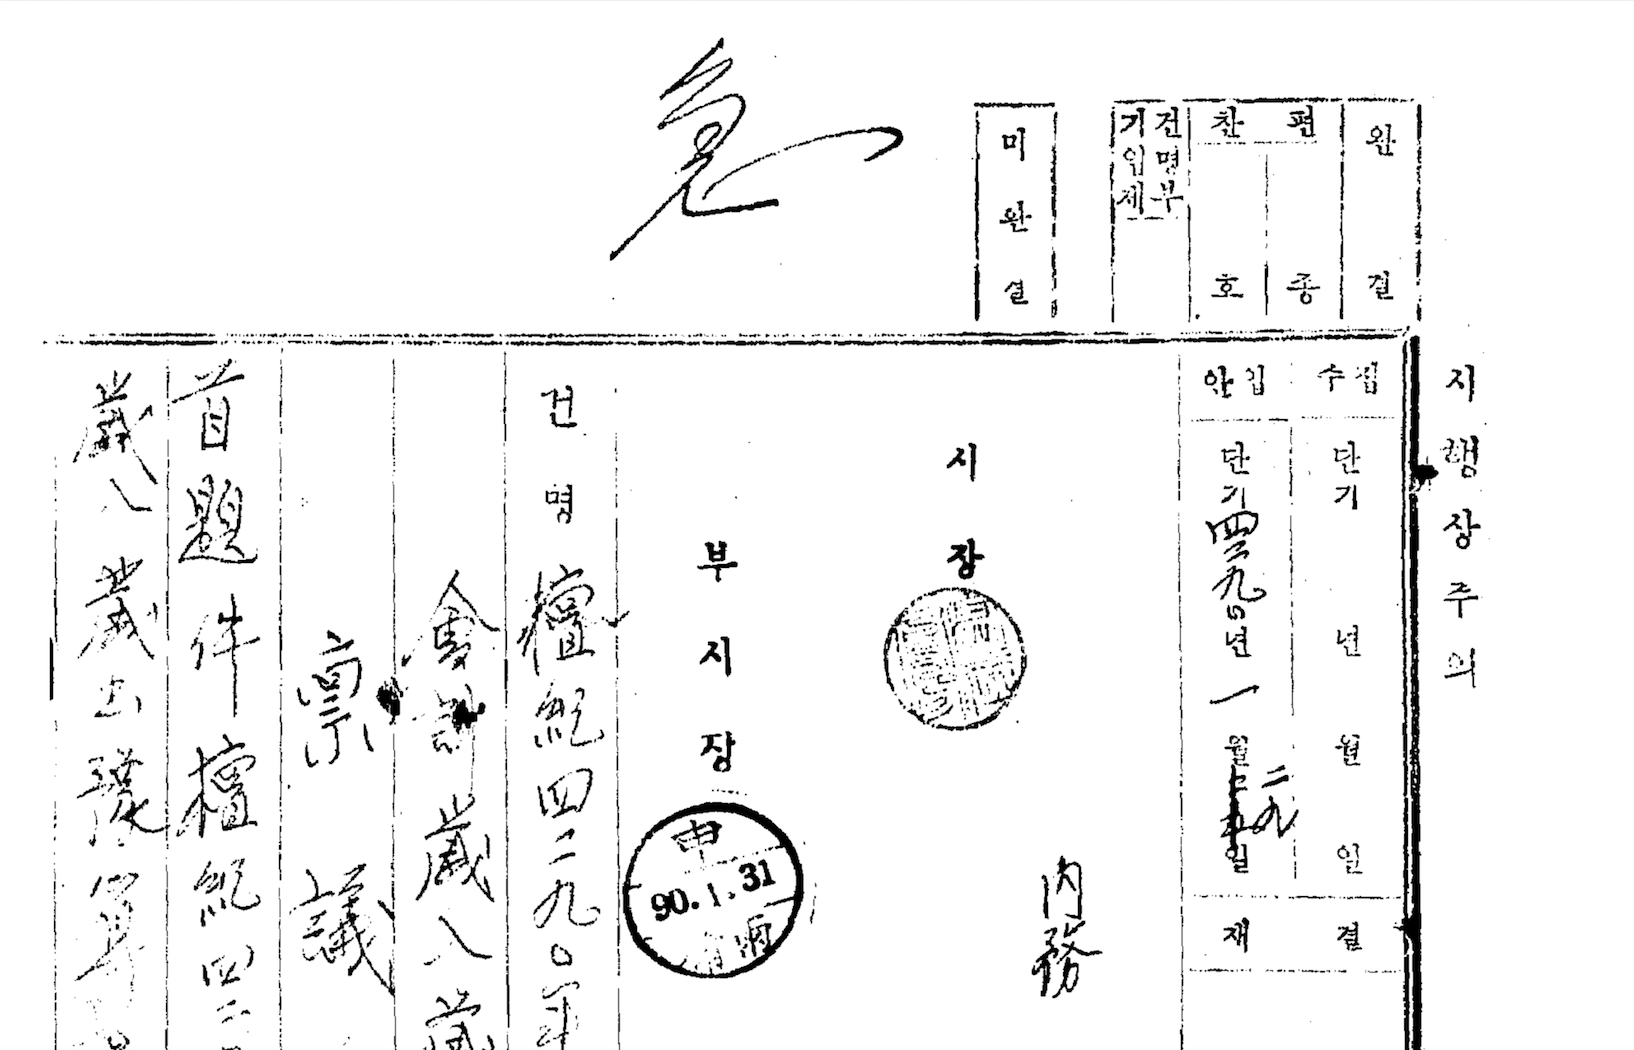 急
완결
편찬
종
호
건명부
기입제
미완결
시행상주의
접수
단기 년 월 일
결재
입안
단기四二九〇년一월二九일
시장
內務
부시장
申
90.1.31
건명 檀紀四二九〇年
會計歲入歲
稟議
首題件檀紀四二
歲入歲出豫算